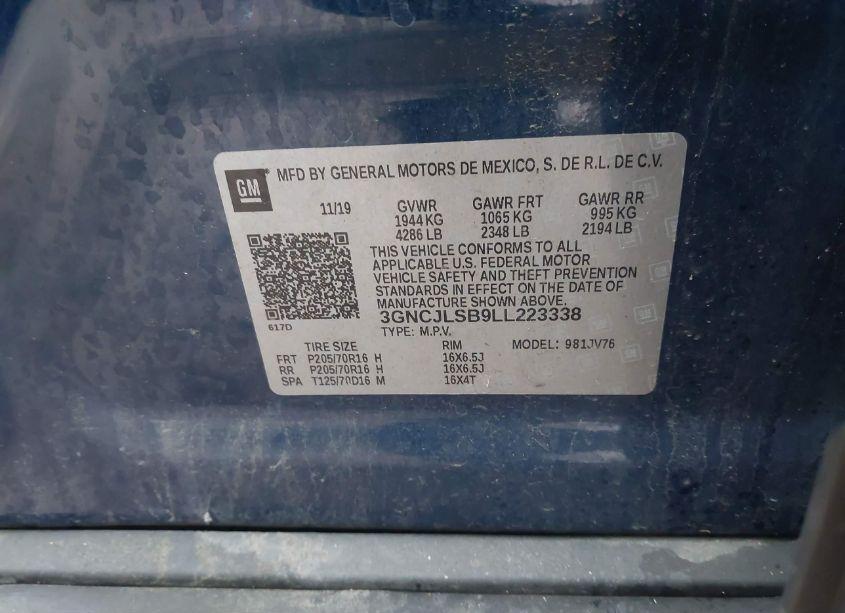 GM
MFD BY GENERAL MOTORS DE MEXICO, S. DE R.L. DE C.V.
11/19 GVWR GAWR FRT GAWR RR
1944 KG 1065 KG 995 KG
4286 LB 2348 LB 2194 LB
THIS VEHICLE CONFORMS TO ALL
APPLICABLE U.S. FEDERAL MOTOR
VEHICLE SAFETY AND THEFT PREVENTION
STANDARDS IN EFFECT ON THE DATE OF
MANUFACTURE SHOWN ABOVE.
3GNCJLSB9LL223338
617D
TYPE: M.P.V. MODEL: 981JV76
TIRE SIZE RIM
FRT P205/70R16 H 16X6.5J
RR P205/70R16 H 16X6.5J
SPA T125/70D16 M 16X4T